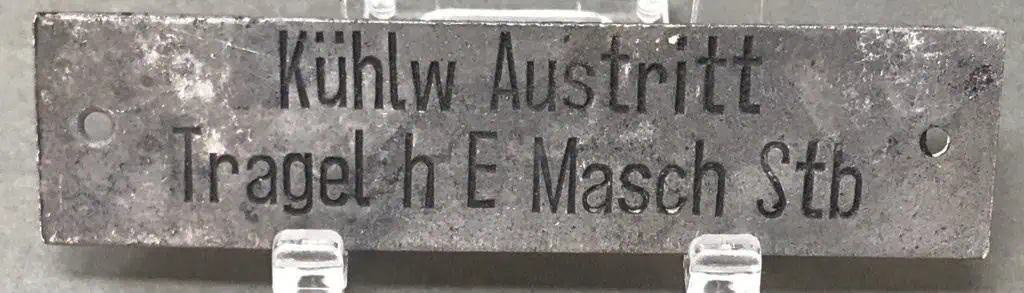 Kühlw Austritt
Tragel h E Masch Stb